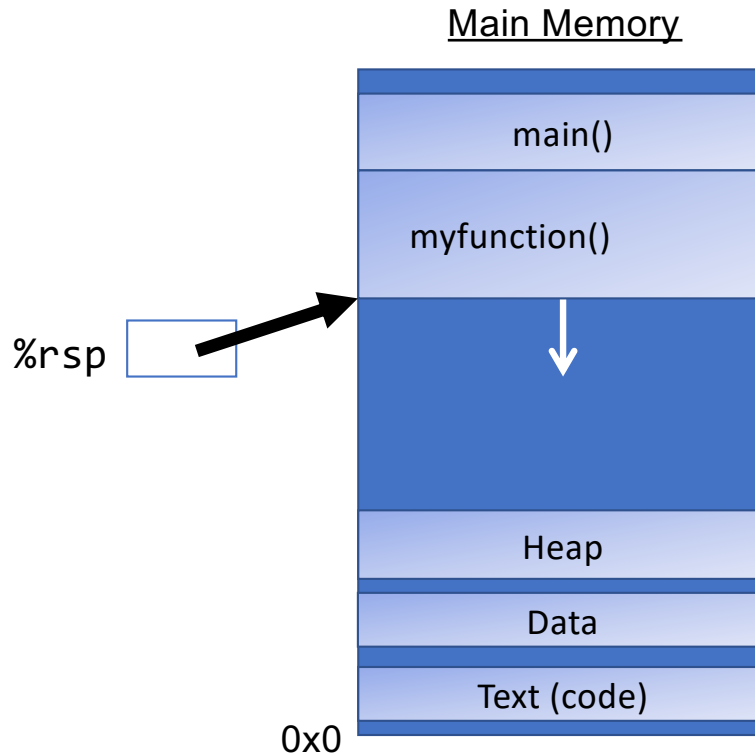 Main Memory
main()
myfunction()
%rsp
Heap
Data
Text (code)
0x0